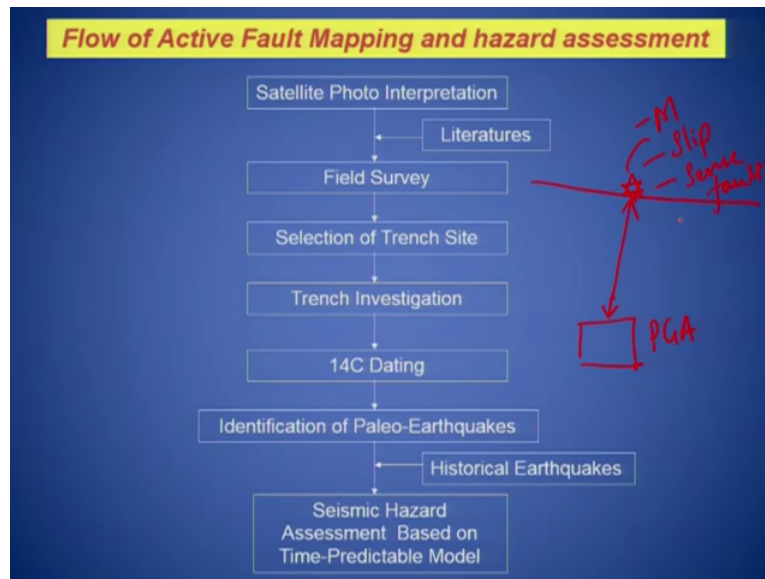 Flow of Active Fault Mapping and hazard assessment
Satellite Photo Interpretation
Literatures
Field Survey
Selection of Trench Site
Trench Investigation
14C Dating
Identification of Paleo-Earthquakes
Historical Earthquakes
Seismic Hazard
Assessment Based on
Time-Predictable Model
-M
- Slip
- Sense
fault
PGA